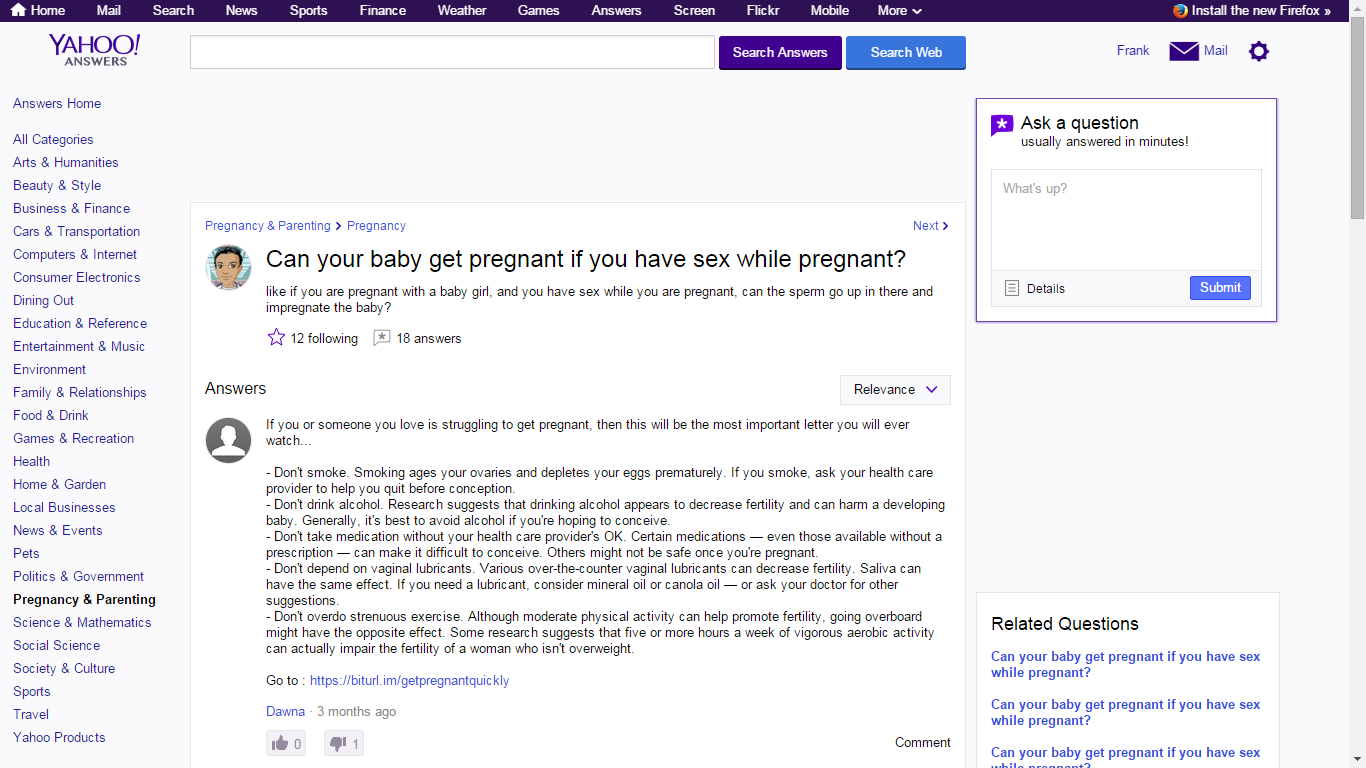 Home Mail Search News Sports Finance Weather Games Answers Screen Flickr Mobile More Install the new Firefox »
YAHOO!
ANSWERS
Search Answers
Search Web
Frank
Mail
Answers Home
All Categories
Arts & Humanities
Beauty & Style
Business & Finance
Cars & Transportation
Computers & Internet
Consumer Electronics
Dining Out
Education & Reference
Entertainment & Music
Environment
Family & Relationships
Food & Drink
Games & Recreation
Health
Home & Garden
Local Businesses
News & Events
Pets
Politics & Government
Pregnancy & Parenting
Science & Mathematics
Social Science
Society & Culture
Sports
Travel
Yahoo Products
Pregnancy & Parenting > Pregnancy
Next >
Can your baby get pregnant if you have sex while pregnant?
like if you are pregnant with a baby girl, and you have sex while you are pregnant, can the sperm go up in there and
impregnate the baby?
12 following 18 answers
Answers
Relevance
If you or someone you love is struggling to get pregnant, then this will be the most important letter you will ever
watch...
- Don't smoke. Smoking ages your ovaries and depletes your eggs prematurely. If you smoke, ask your health care
provider to help you quit before conception.
- Don't drink alcohol. Research suggests that drinking alcohol appears to decrease fertility and can harm a developing
baby. Generally, it's best to avoid alcohol if you're hoping to conceive.
- Don't take medication without your health care provider's OK. Certain medications — even those available without a
prescription — can make it difficult to conceive. Others might not be safe once you're pregnant.
- Don't depend on vaginal lubricants. Various over-the-counter vaginal lubricants can decrease fertility. Saliva can
have the same effect. If you need a lubricant, consider mineral oil or canola oil — or ask your doctor for other
suggestions.
- Don't overdo strenuous exercise. Although moderate physical activity can help promote fertility, going overboard
might have the opposite effect. Some research suggests that five or more hours a week of vigorous aerobic activity
can actually impair the fertility of a woman who isn't overweight.
Go to : https://biturl.im/getpregnantquickly
Dawna · 3 months ago
0 1
Comment
Ask a question
usually answered in minutes!
What's up?
Details
Submit
Related Questions
Can your baby get pregnant if you have sex
while pregnant?
Can your baby get pregnant if you have sex
while pregnant?
Can your baby get pregnant if you have sex
while pregnant?